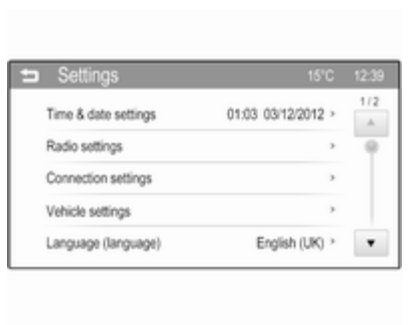 Settings 15°C 12:39
1/2
Time & date settings 01:03 03/12/2012 >
Radio settings >
Connection settings >
Vehicle settings >
Language (language) English (UK) >